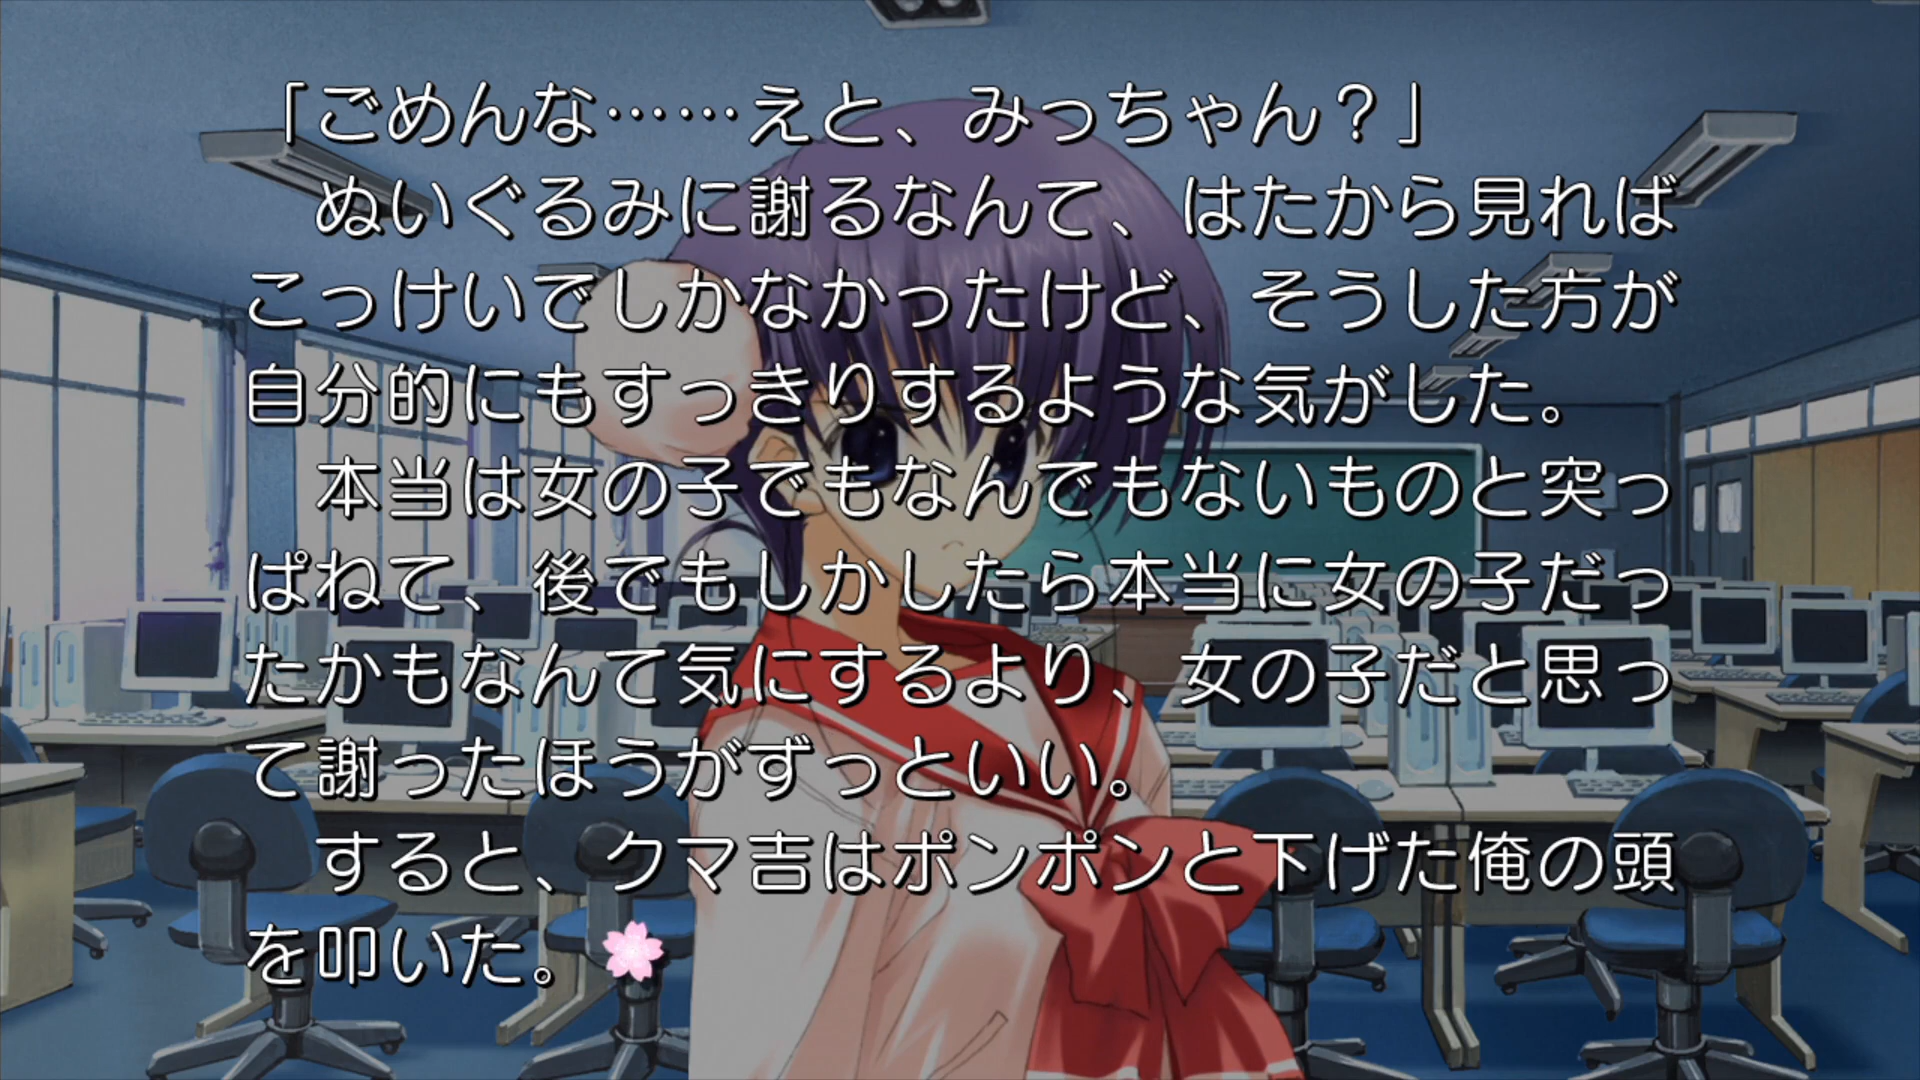 「ごめんな……えと、みっちゃん？」
ぬいぐるみに謝るなんて、はたから見れば
こっけいでしかなかったけど、そうした方が
自分的にもすっきりするような気がした。
本当は女の子でもなんでもないものと突っ
ぱねて、後でもしかしたら本当に女の子だっ
たかもなんて気にするより、女の子だと思っ
て謝ったほうがずっといい。
すると、クマ吉はポンポンと下げた俺の頭
を叩いた。